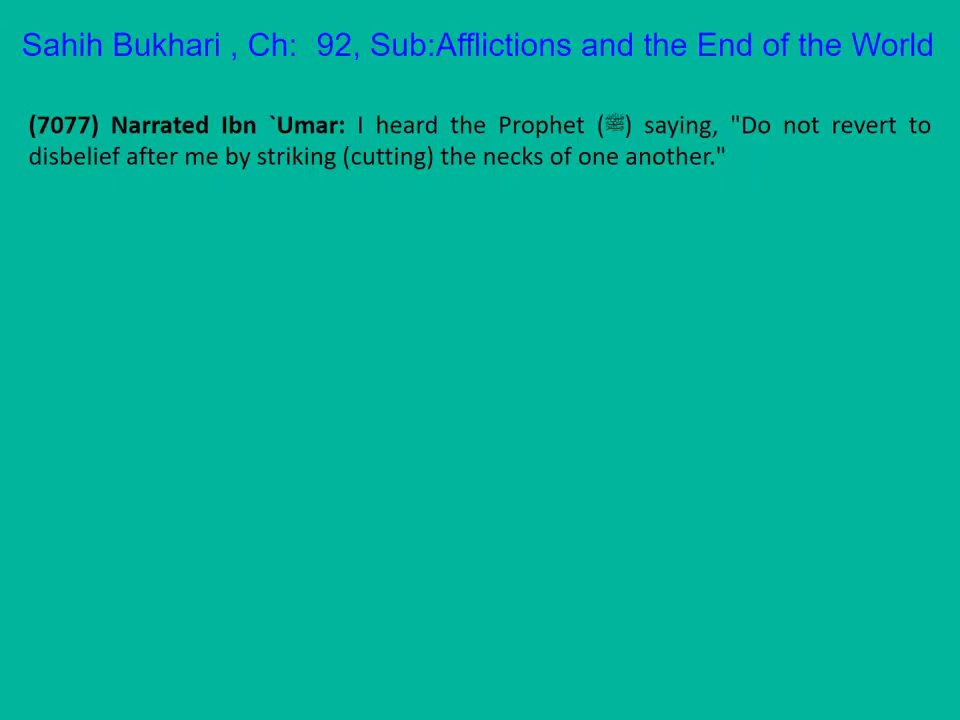 Sahih Bukhari , Ch:  92, Sub:Afflictions and the End of the World
(7077) Narrated Ibn `Umar: I heard the Prophet (ﷺ) saying, "Do not revert to
disbelief after me by striking (cutting) the necks of one another."